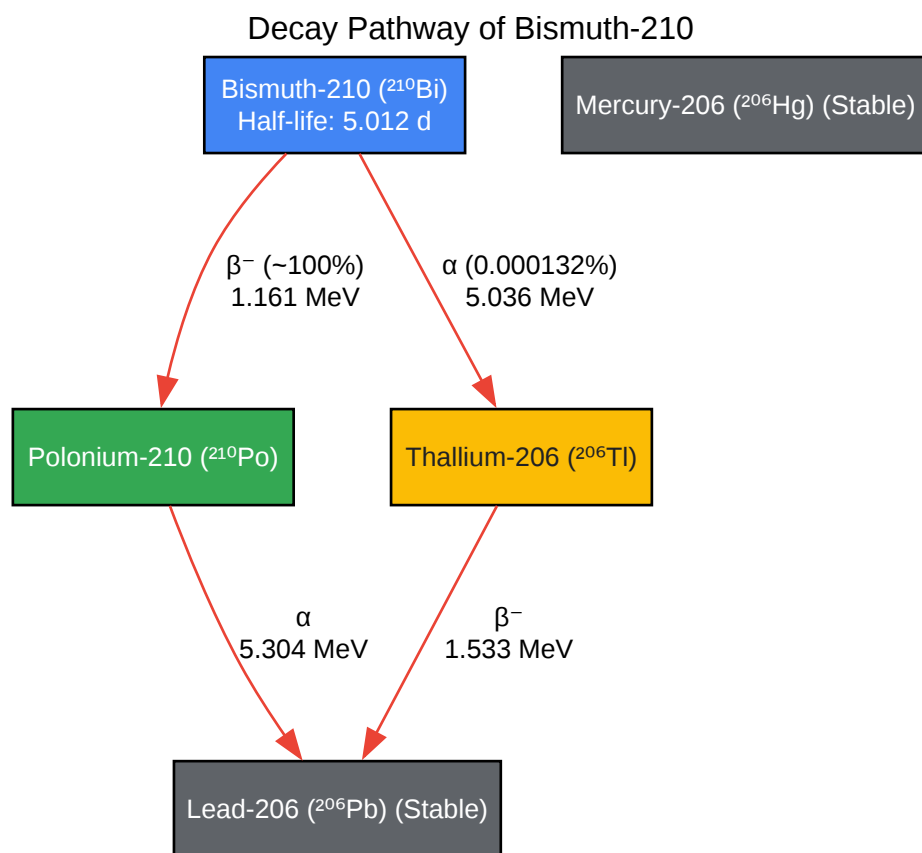 Decay Pathway of Bismuth-210
Bismuth-210 (²¹⁰Bi)
Half-life: 5.012 d
Mercury-206 (²⁰⁶Hg) (Stable)
β⁻ (~100%)
1.161 MeV
α (0.000132%)
5.036 MeV
Polonium-210 (²¹⁰Po)
Thallium-206 (²⁰⁶Tl)
α
5.304 MeV
β⁻
1.533 MeV
Lead-206 (²⁰⁶Pb) (Stable)